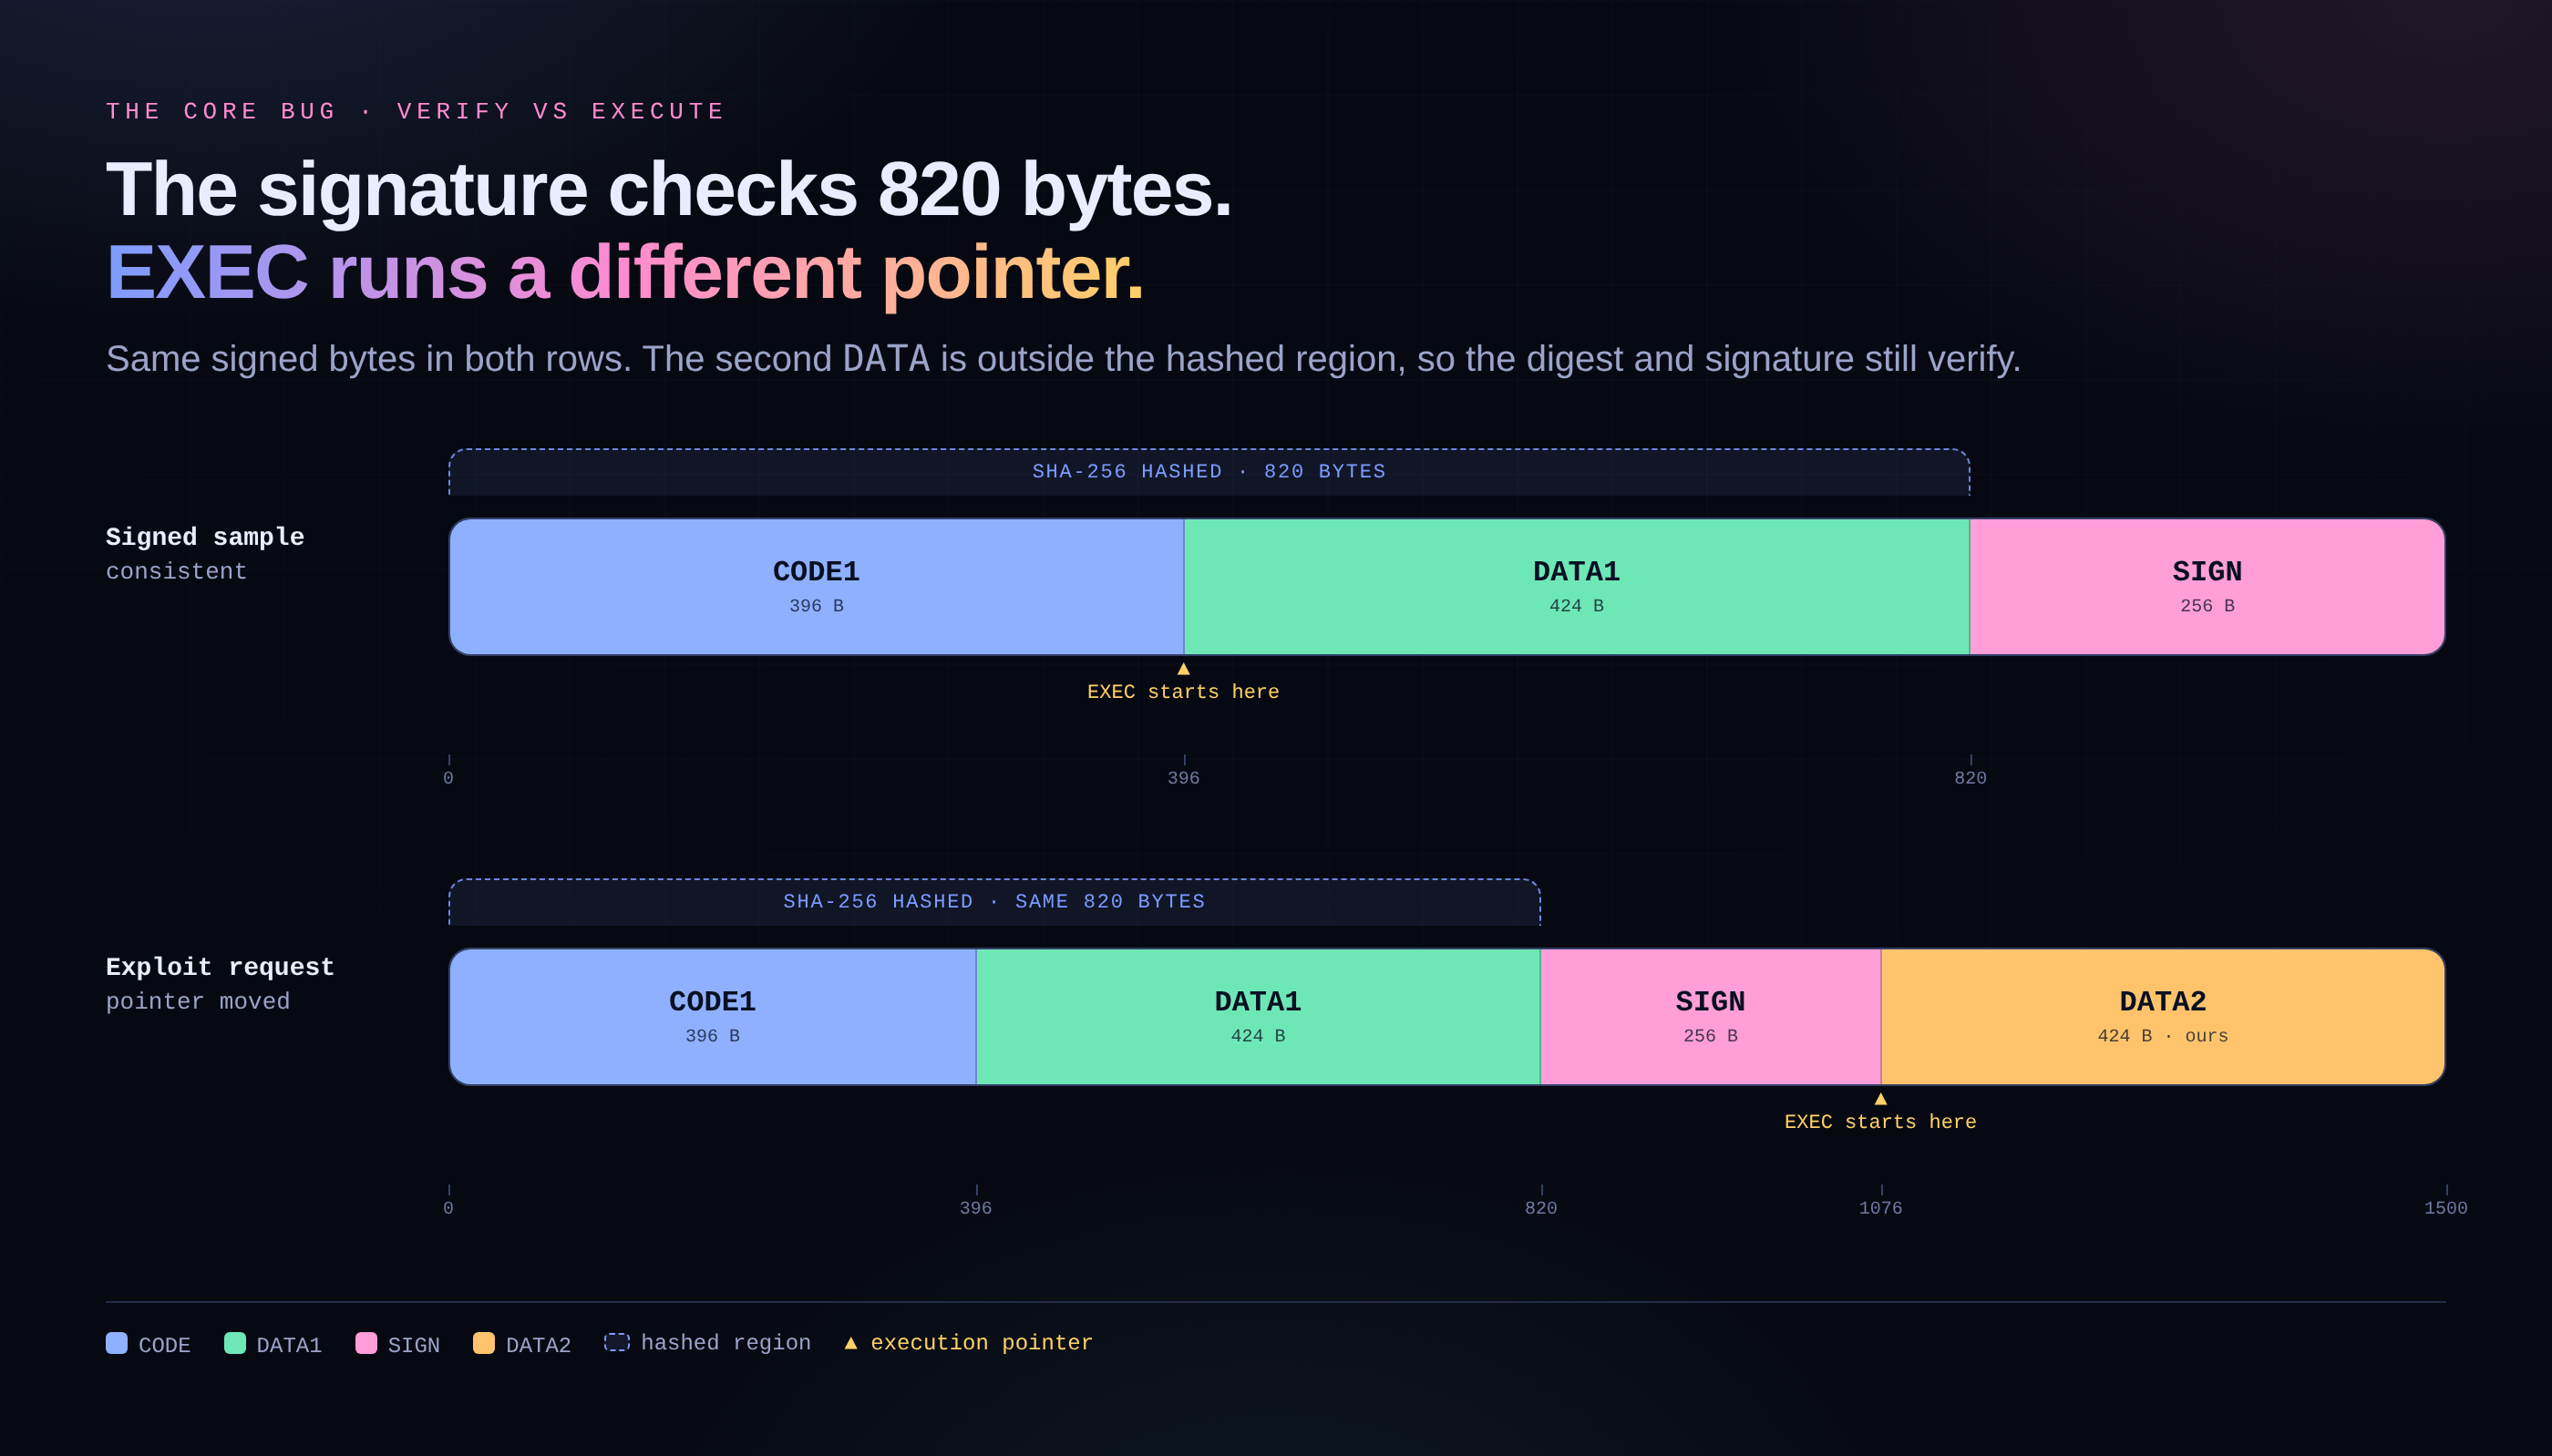 THE CORE BUG · VERIFY VS EXECUTE
The signature checks 820 bytes.
EXEC runs a different pointer.
Same signed bytes in both rows. The second DATA is outside the hashed region, so the digest and signature still verify.
SHA-256 HASHED · 820 BYTES
Signed sample
consistent
CODE1
396 B
DATA1
424 B
SIGN
256 B
▲
EXEC starts here
0
396
820
SHA-256 HASHED · SAME 820 BYTES
Exploit request
pointer moved
CODE1
396 B
DATA1
424 B
SIGN
256 B
DATA2
424 B · ours
▲
EXEC starts here
0
396
820
1076
1500
CODE DATA1 SIGN DATA2 hashed region ▲ execution pointer